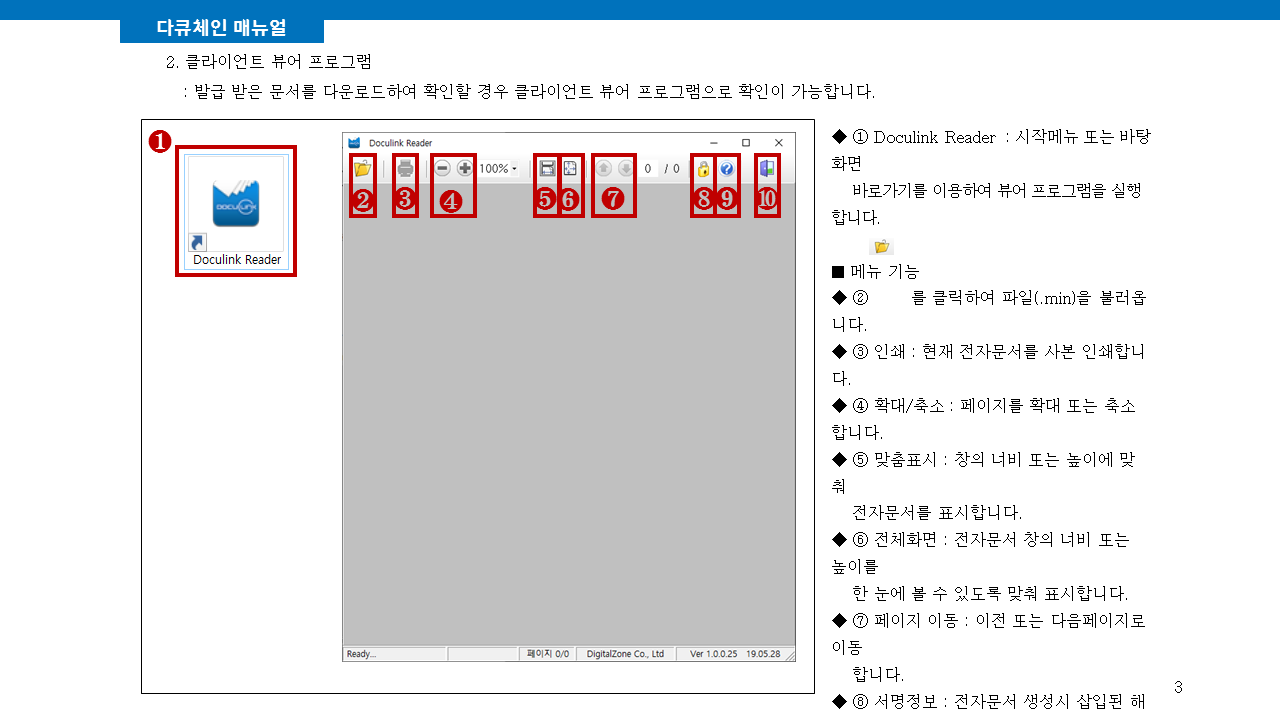 다큐체인 매뉴얼
2. 클라이언트 뷰어 프로그램
: 발급 받은 문서를 다운로드하여 확인할 경우 클라이언트 뷰어 프로그램으로 확인이 가능합니다.
❶
DOCULINK
Doculink Reader
Doculink Reader
100%
0 / 0
❷ ❸ ❹ ❺ ❻ ❼ ❽ ❾ ❿
Ready...
페이지 0/0
DigitalZone Co., Ltd
Ver 1.0.0.25 19.05.28
◆ ① Doculink Reader : 시작메뉴 또는 바탕
화면
바로가기를 이용하여 뷰어 프로그램을 실행
합니다.
■ 메뉴 기능
◆ ② 를 클릭하여 파일(.min)을 불러옵
니다.
◆ ③ 인쇄 : 현재 전자문서를 사본 인쇄합니
다.
◆ ④ 확대/축소 : 페이지를 확대 또는 축소
합니다.
◆ ⑤ 맞춤표시 : 창의 너비 또는 높이에 맞
춰
전자문서를 표시합니다.
◆ ⑥ 전체화면 : 전자문서 창의 너비 또는
높이를
한 눈에 볼 수 있도록 맞춰 표시합니다.
◆ ⑦ 페이지 이동 : 이전 또는 다음페이지로
이동
합니다.
◆ ⑧ 서명정보 : 전자문서 생성시 삽입된 해
3